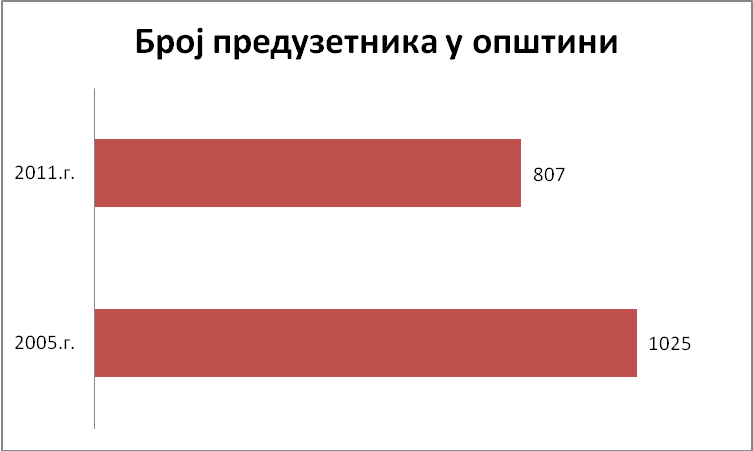 Број предузетника у општини
2011.г.
807
2005.г.
1025